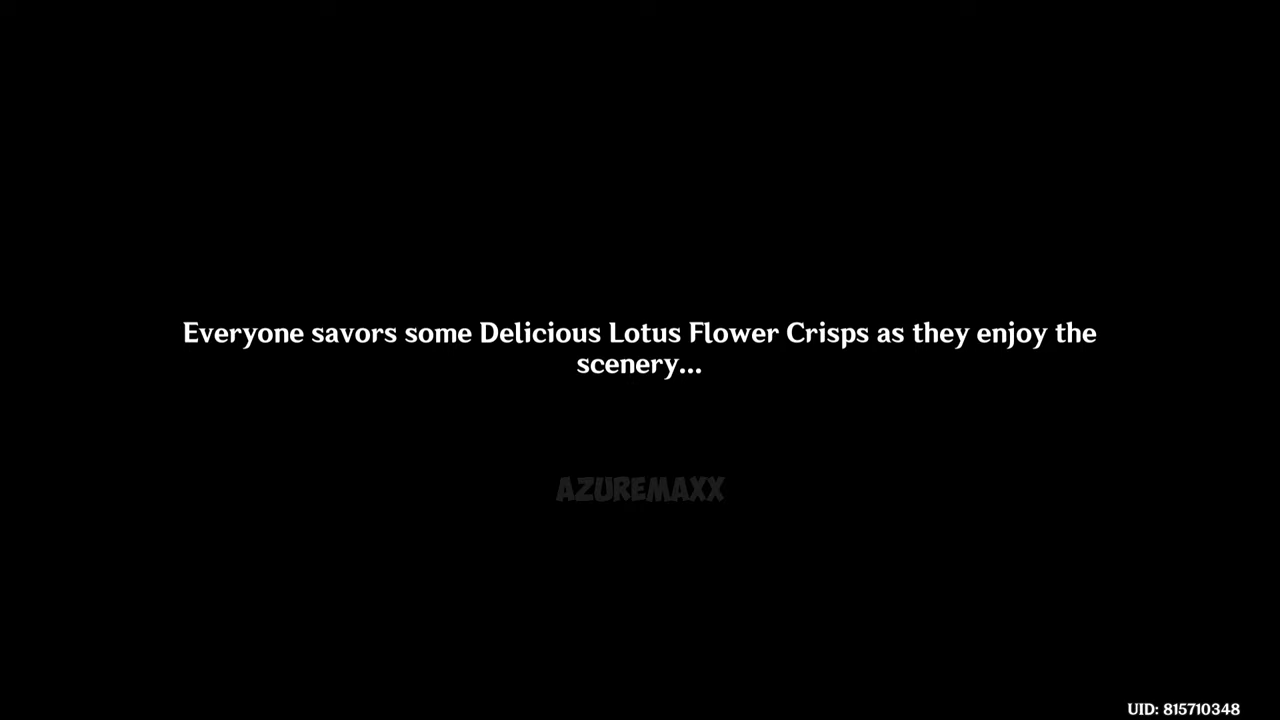 Everyone savors some Delicious Lotus Flower Crisps as they enjoy the
scenery...
AZUREMAXX
UID: 815710348